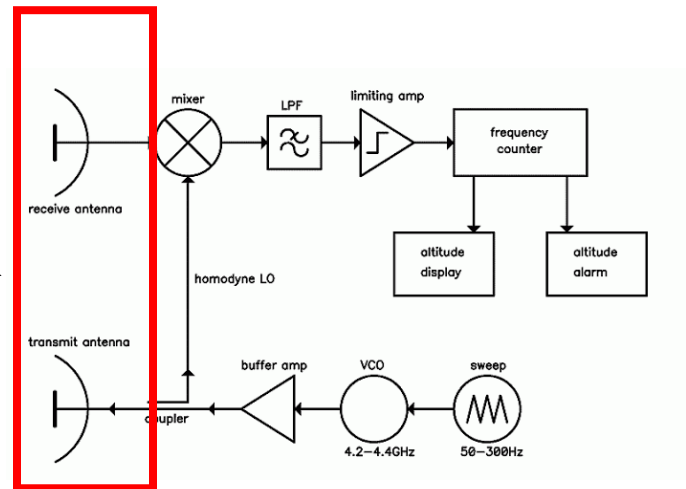 mixer
LPF
limiting amp
frequency
counter
receive antenna
altitude
display
altitude
alarm
homodyne LO
transmit antenna
buffer amp
VCO
sweep
coupler
4.2-4.4GHz
50-300Hz